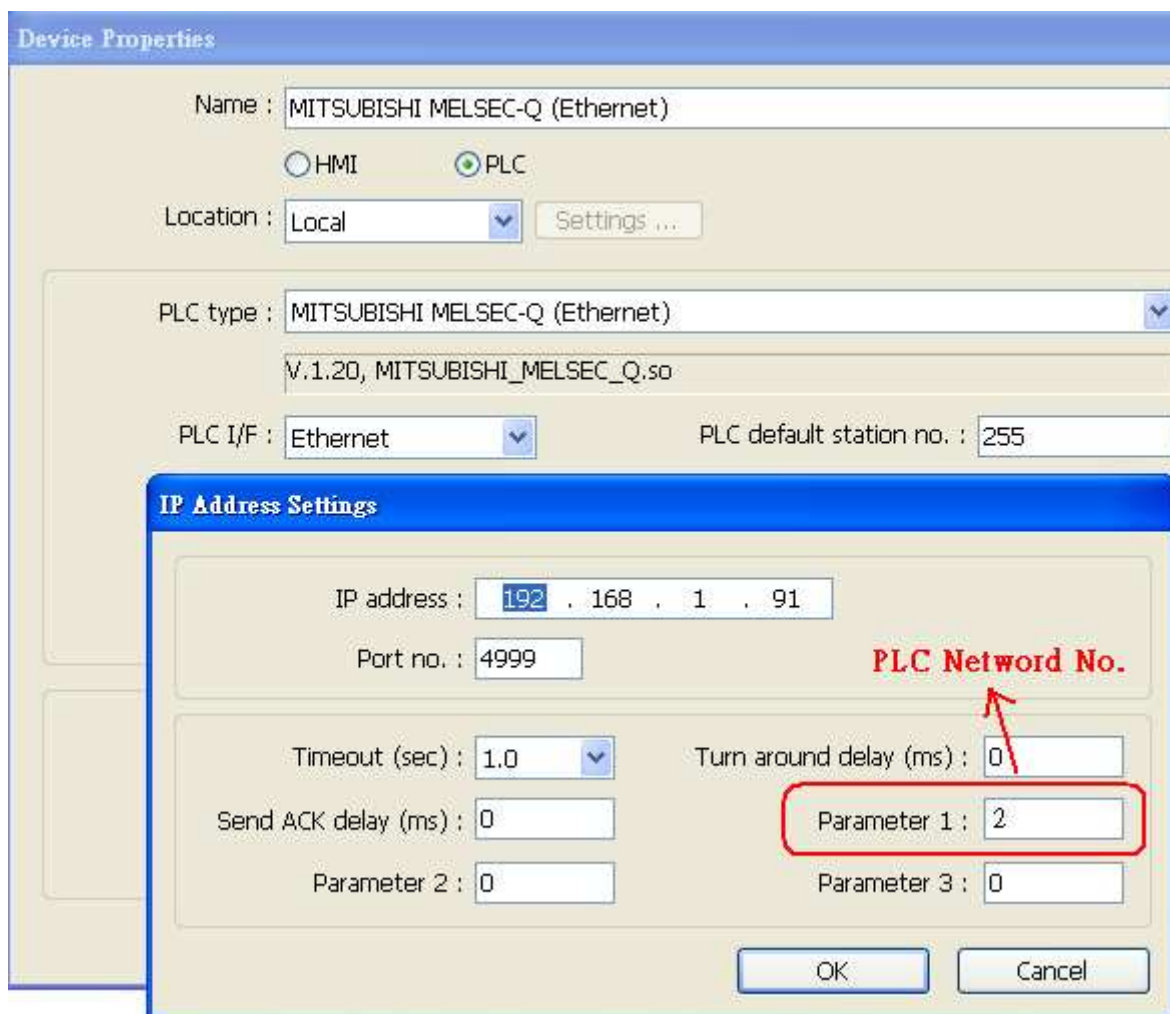 Device Properties
Name : MITSUBISHI MELSEC-Q (Ethernet)
HMI PLC
Location : Local Settings ...
PLC type : MITSUBISHI MELSEC-Q (Ethernet)
V.1.20, MITSUBISHI_MELSEC_Q.so
PLC I/F : Ethernet PLC default station no. : 255
IP Address Settings
IP address : 192 . 168 . 1 . 91
Port no. : 4999
PLC Netword No.
Timeout (sec) : 1.0 Turn around delay (ms) : 0
Send ACK delay (ms) : 0 Parameter 1 : 2
Parameter 2 : 0 Parameter 3 : 0
OK Cancel